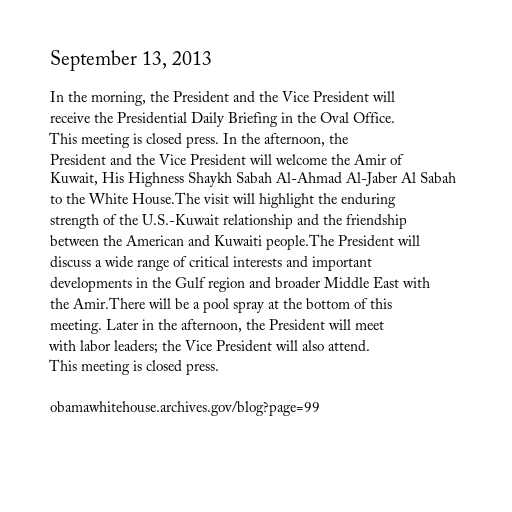 September 13, 2013
In the morning, the President and the Vice President will
receive the Presidential Daily Briefing in the Oval Office.
This meeting is closed press. In the afternoon, the
President and the Vice President will welcome the Amir of
Kuwait, His Highness Shaykh Sabah Al-Ahmad Al-Jaber Al Sabah
to the White House.The visit will highlight the enduring
strength of the U.S.-Kuwait relationship and the friendship
between the American and Kuwaiti people.The President will
discuss a wide range of critical interests and important
developments in the Gulf region and broader Middle East with
the Amir.There will be a pool spray at the bottom of this
meeting. Later in the afternoon, the President will meet
with labor leaders; the Vice President will also attend.
This meeting is closed press.
obamawhitehouse.archives.gov/blog?page=99